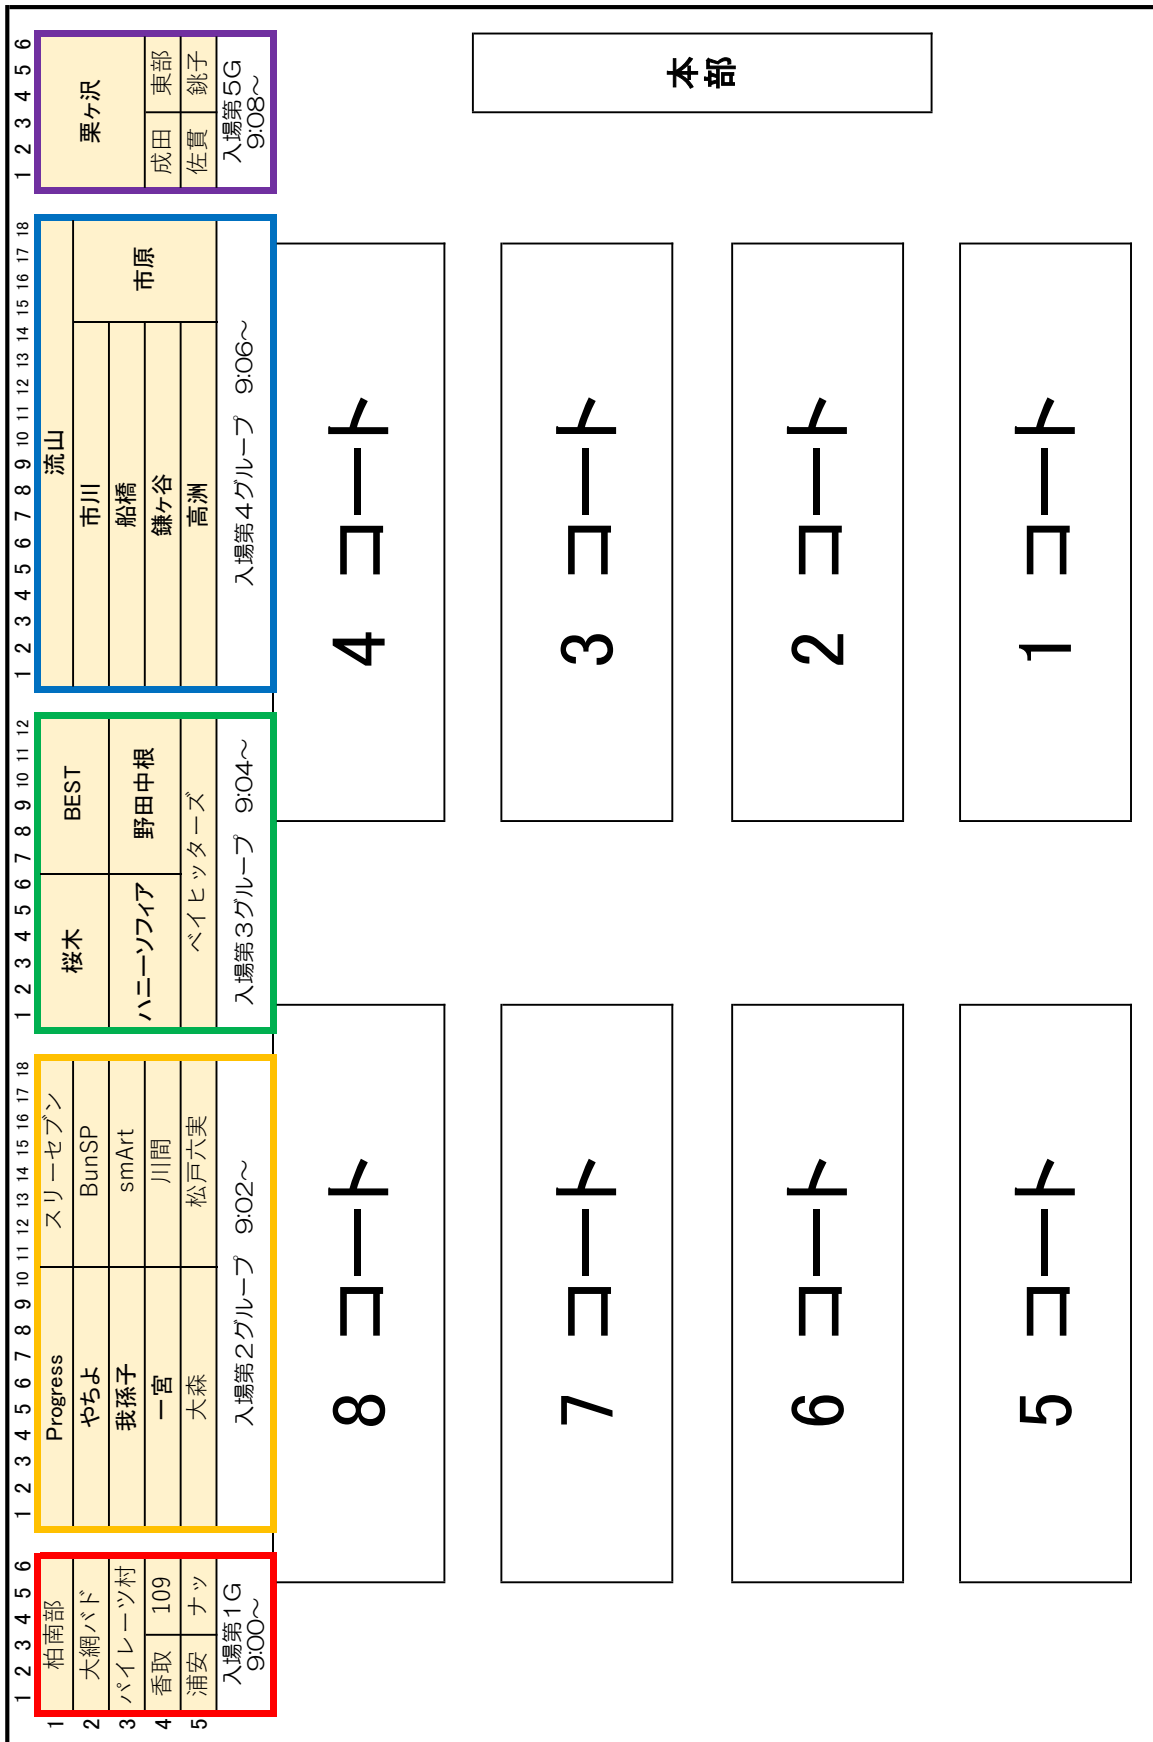 1 2 3 4 5 6
1 2 3 4 5 6 7 8 9 10 11 12 13 14 15 16 17 18
1 2 3 4 5 6 7 8 9 10 11 12
1 2 3 4 5 6 7 8 9 10 11 12 13 14 15 16 17 18
1 2 3 4 5 6
1
2
3
4
5
柏南部
大網バド
パイレーツ村
香取 109
浦安 ナッツ
入場第1G
9:00～
Progress スリーセブン
やちよ BunSP
我孫子 smArt
一宮 川間
大森 松戸六実
入場第2グループ 9:02～
桜木 BEST
ハニーソフィア 野田中根
ベイヒッターズ
入場第3グループ 9:04～
流山
市川
船橋
鎌ヶ谷
高洲
市原
入場第4グループ 9:06～
栗ヶ沢
成田 東部
佐貫 銚子
入場第5G
9:08～
本部
8 コート
4 コート
7 コート
3 コート
6 コート
2 コート
5 コート
1 コート